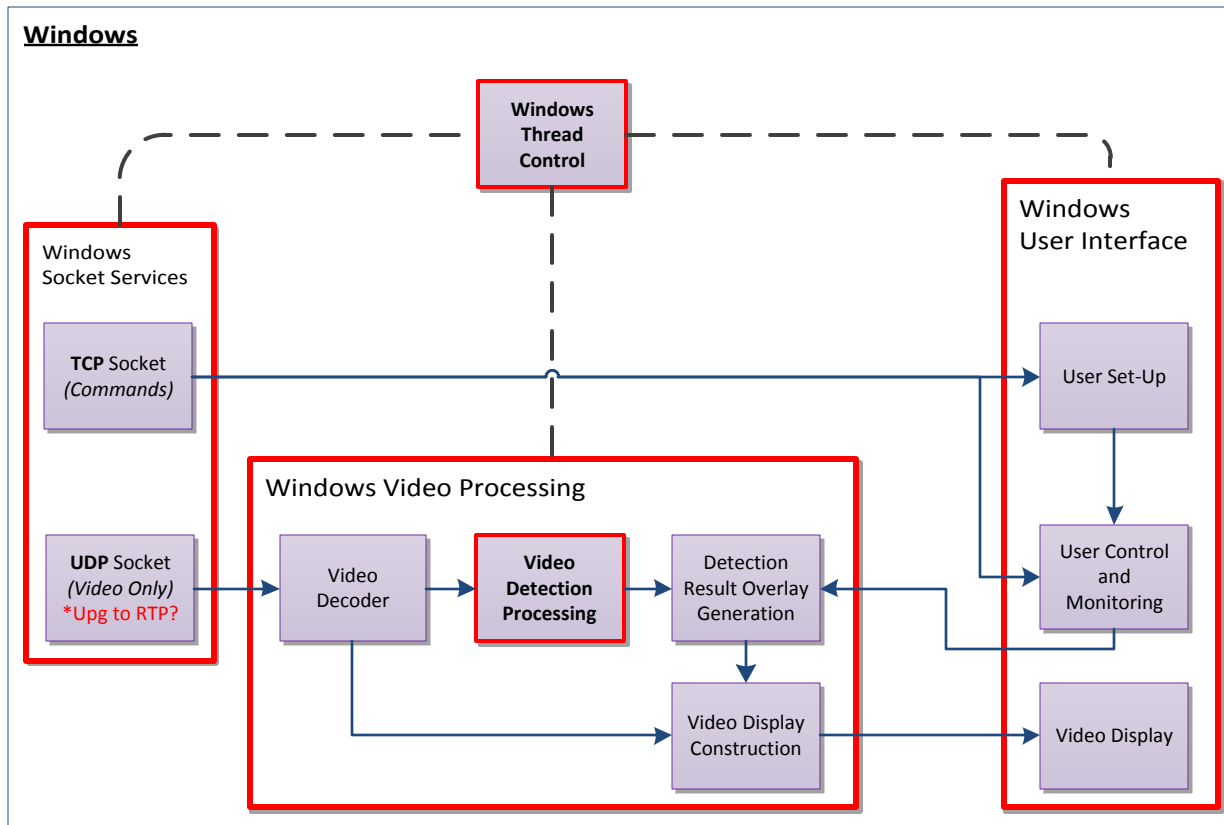 Windows
Windows
Thread
Control
Windows
User Interface
Windows
Socket Services
TCP Socket
(Commands)
User Set-Up
Windows Video Processing
UDP Socket
(Video Only)
*Upg to RTP?
Video
Decoder
Video
Detection
Processing
Detection
Result Overlay
Generation
User Control
and
Monitoring
Video Display
Construction
Video Display